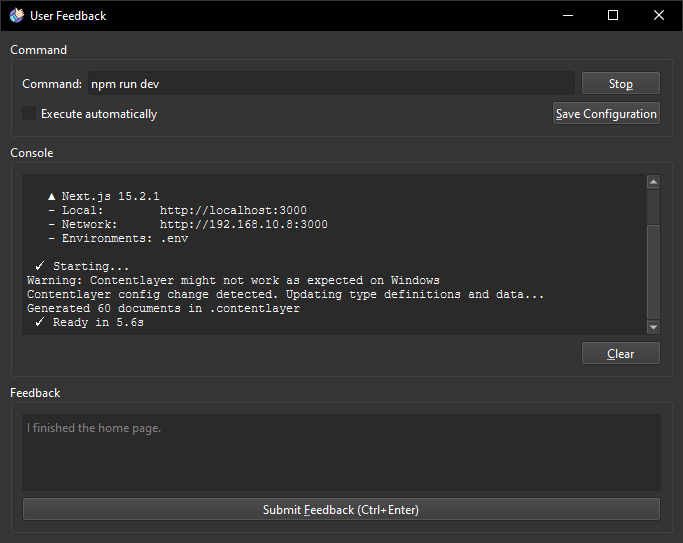 User Feedback
Command
Command: npm run dev Stop
Execute automatically Save Configuration
Console
▲ Next.js 15.2.1
- Local: http://localhost:3000
- Network: http://192.168.10.8:3000
- Environments: .env
✓ Starting...
Warning: Contentlayer might not work as expected on Windows
Contentlayer config change detected. Updating type definitions and data...
Generated 60 documents in .contentlayer
✓ Ready in 5.6s
Clear
Feedback
I finished the home page.
Submit Feedback (Ctrl+Enter)